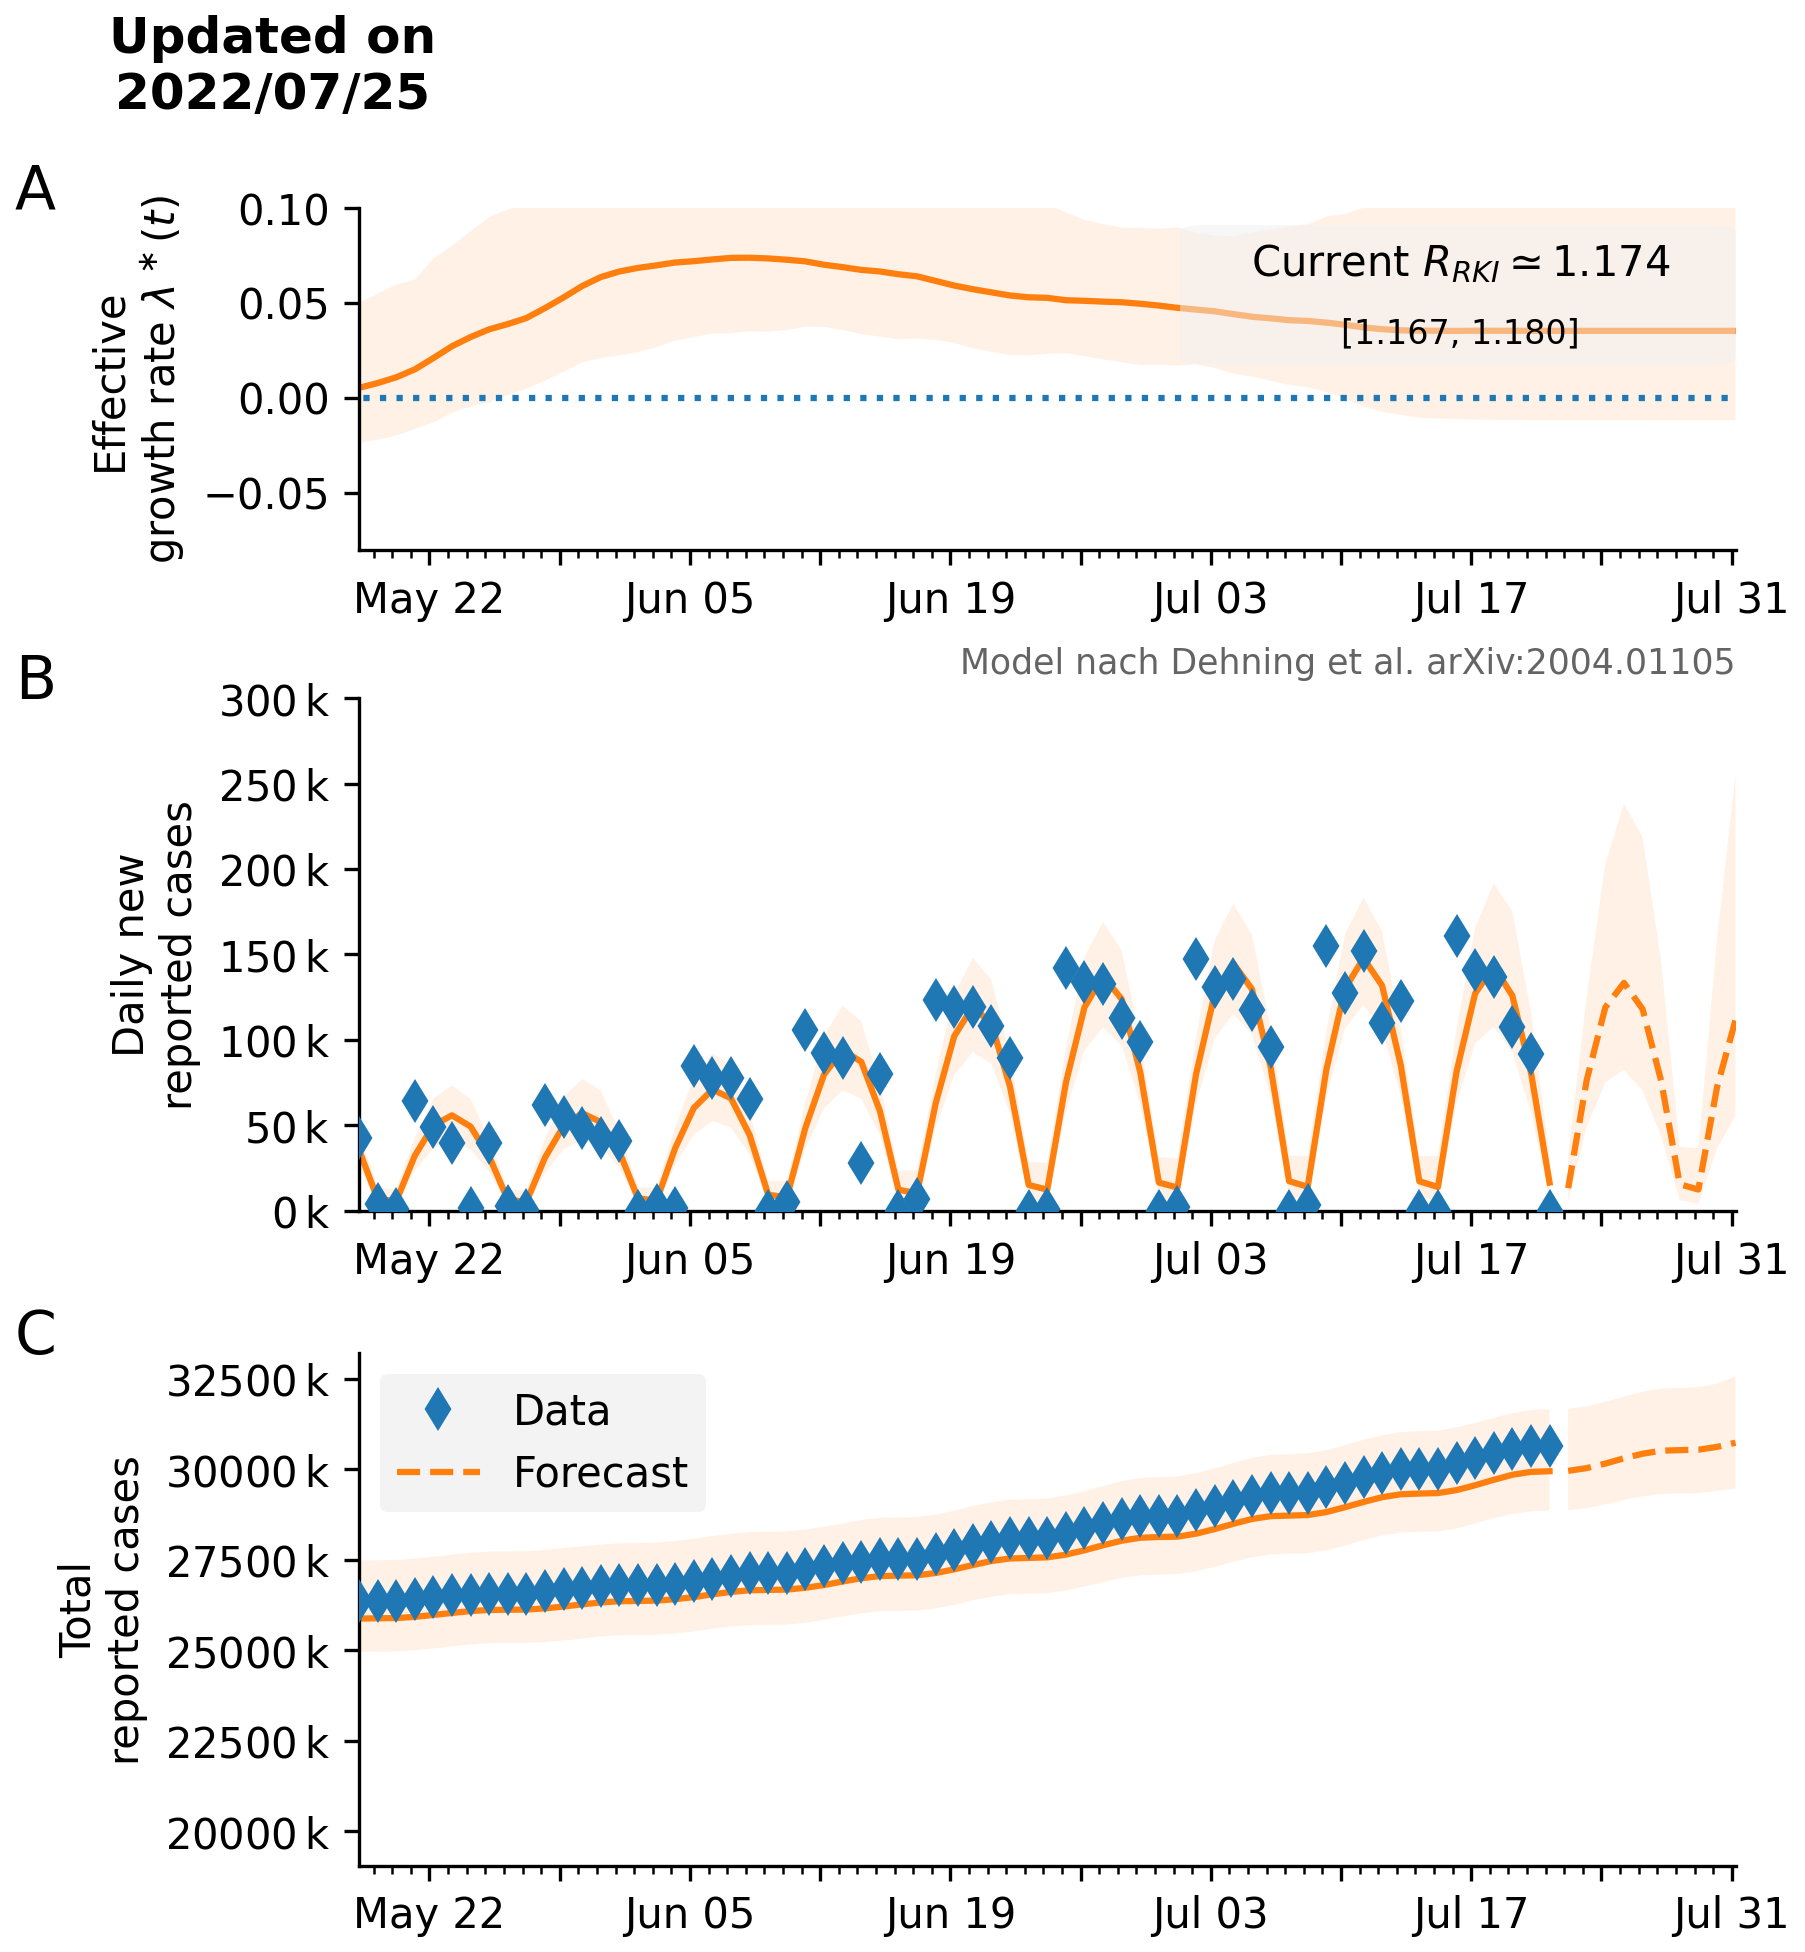 Updated on
2022/07/25
A
Effective
growth rate λ * (t)
0.10
0.05
0.00
−0.05
Current R_RKI ≃ 1.174
[1.167, 1.180]
May 22 Jun 05 Jun 19 Jul 03 Jul 17 Jul 31
Model nach Dehning et al. arXiv:2004.01105
B
Daily new
reported cases
300 k
250 k
200 k
150 k
100 k
50 k
0 k
May 22 Jun 05 Jun 19 Jul 03 Jul 17 Jul 31
C
Total
reported cases
32500 k
30000 k
27500 k
25000 k
22500 k
20000 k
Data
Forecast
May 22 Jun 05 Jun 19 Jul 03 Jul 17 Jul 31